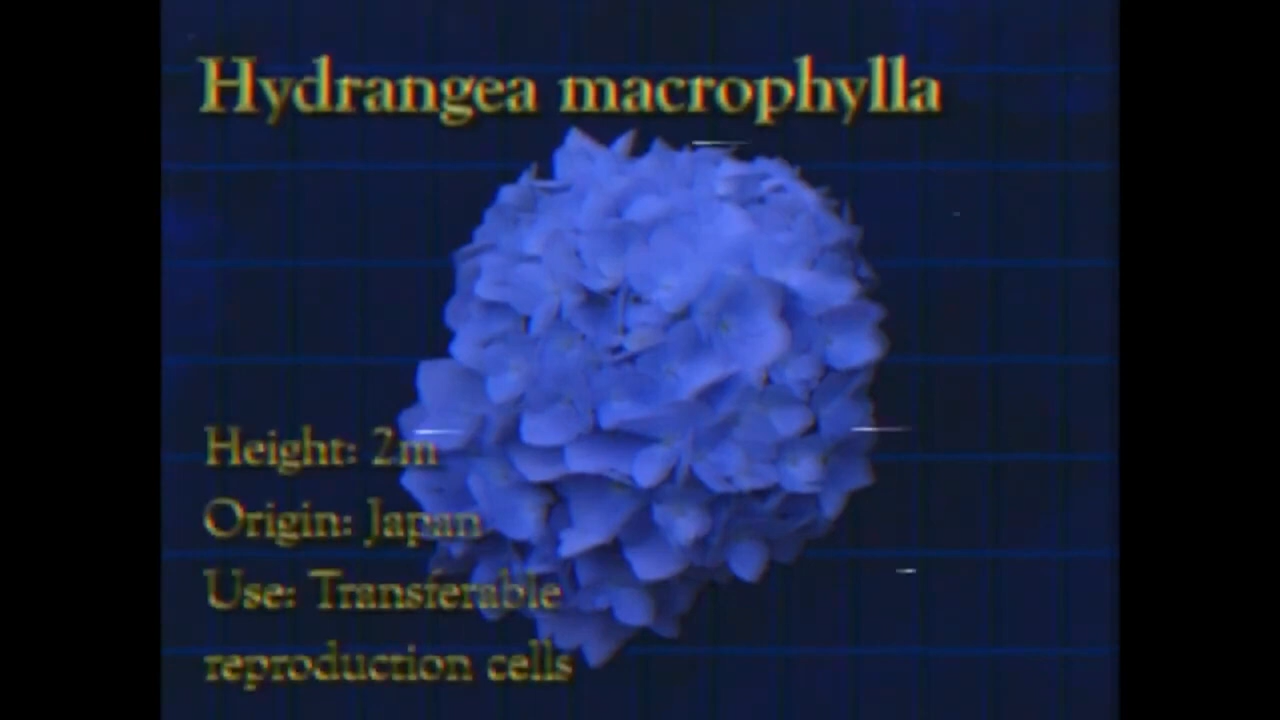 Hydrangea macrophylla
Height: 2m
Origin: Japan
Use: Transferable
reproduction cells